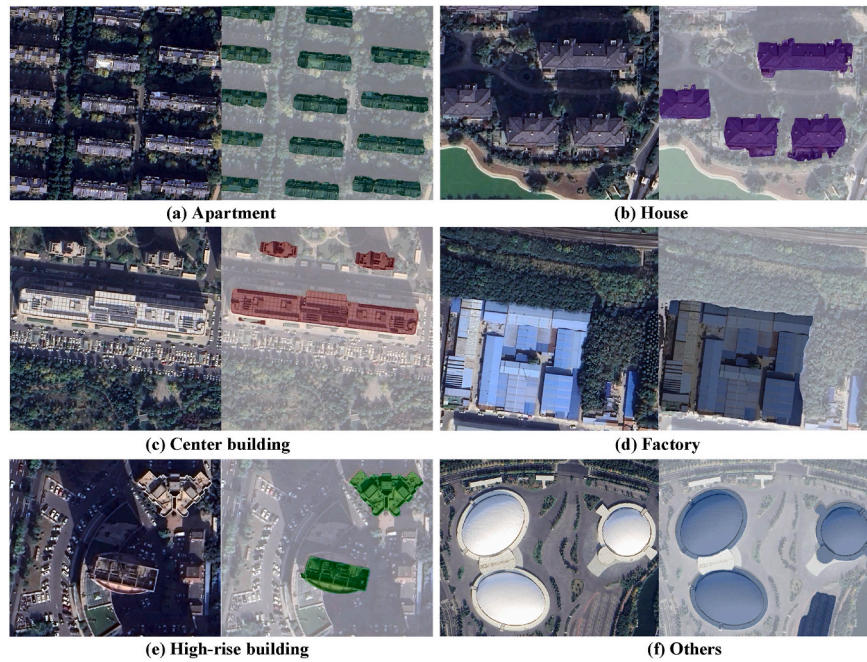 (a) Apartment
(b) House
(c) Center building
(d) Factory
(e) High-rise building
(f) Others